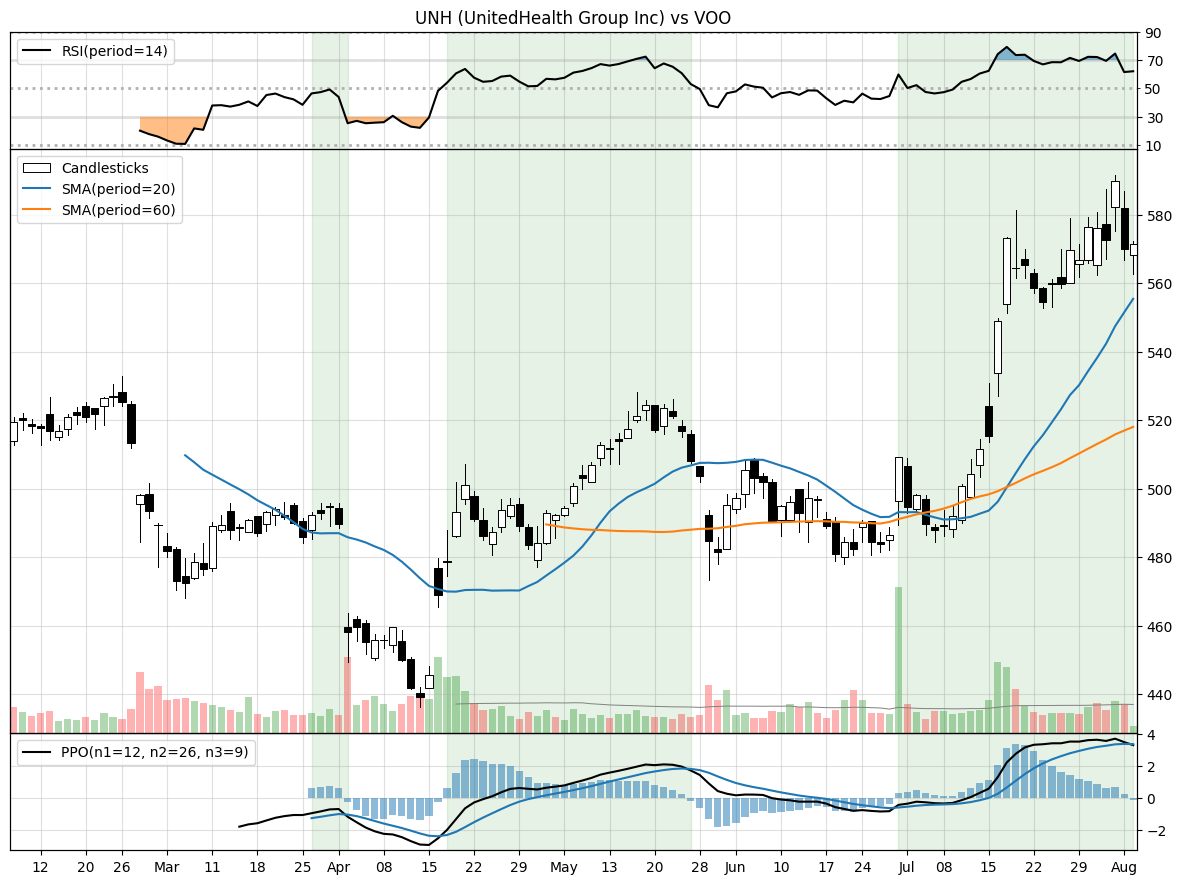 UNH (UnitedHealth Group Inc) vs VOO
RSI(period=14)
90
70
50
30
10
Candlesticks
SMA(period=20)
SMA(period=60)
580
560
540
520
500
480
460
440
PPO(n1=12, n2=26, n3=9)
4
2
0
−2
12 20 26 Mar 11 18 25 Apr 08 15 22 29 May 13 20 28 Jun 10 17 24 Jul 08 15 22 29 Aug